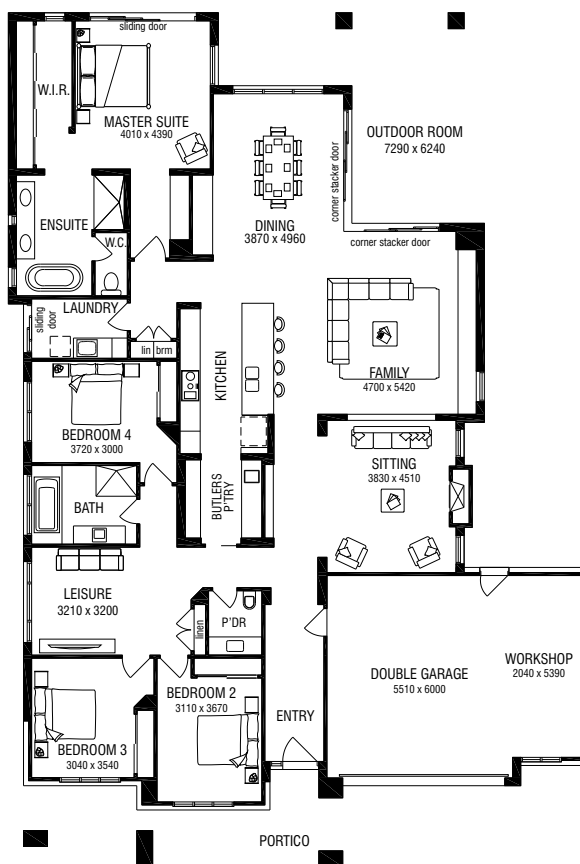 sliding door
W.I.R.
MASTER SUITE
4010 x 4390
OUTDOOR ROOM
7290 x 6240
corner stacker door
corner stacker door
ENSUITE
W.C.
DINING
3870 x 4960
LAUNDRY
sliding
door
lin brm
KITCHEN
FAMILY
4700 x 5420
BEDROOM 4
3720 x 3000
SITTING
3830 x 4510
BATH
BUTLERS
P'TRY
LEISURE
3210 x 3200
linen
P'DR
DOUBLE GARAGE
5510 x 6000
WORKSHOP
2040 x 5390
BEDROOM 2
3110 x 3670
ENTRY
BEDROOM 3
3040 x 3540
PORTICO